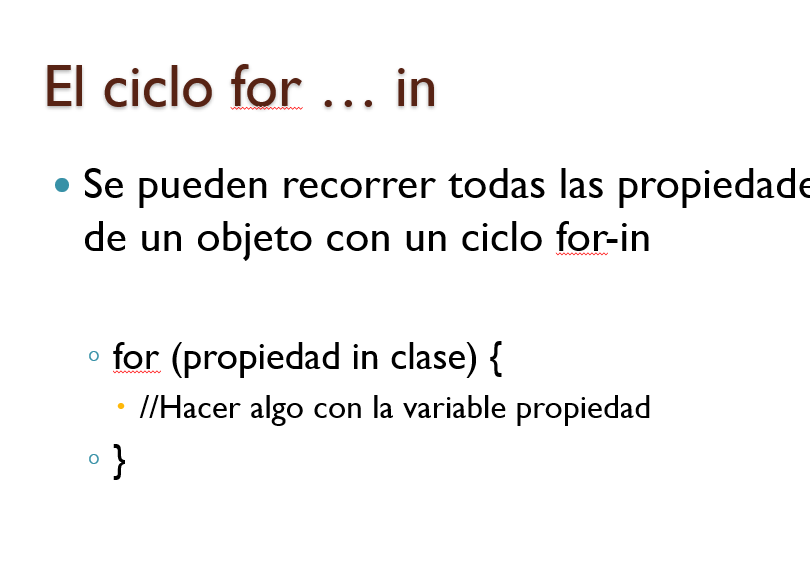 El ciclo for … in
Se pueden recorrer todas las propiedade
de un objeto con un ciclo for-in
for (propiedad in clase) {
//Hacer algo con la variable propiedad
}